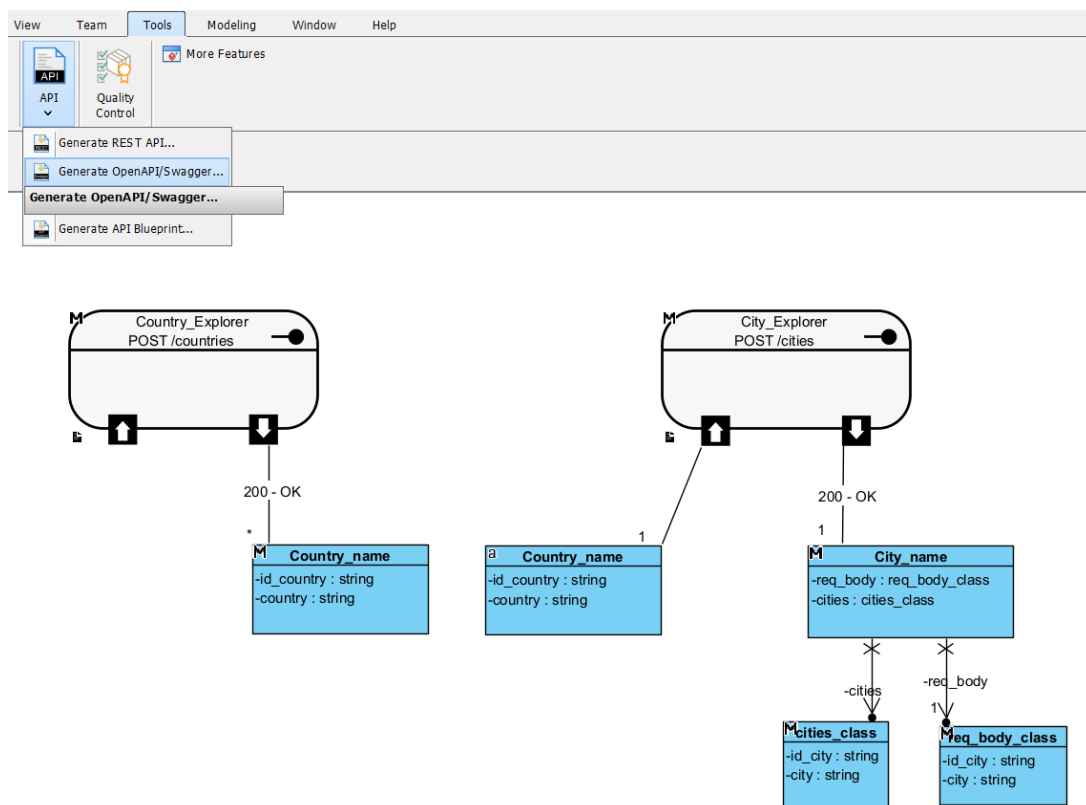 View Team Tools Modeling Window Help
API
API
More Features
Quality
Control
Generate REST API...
Generate OpenAPI/Swagger...
Generate OpenAPI/Swagger...
Generate API Blueprint...
Country_Explorer
POST /countries
City_Explorer
POST /cities
200 - OK
*
M
Country_name
-id_country : string
-country : string
1
a
Country_name
-id_country : string
-country : string
200 - OK
1
M
City_name
-req_body : req_body_class
-cities : cities_class
-cities
-req_body
1
M
cities_class
-id_city : string
-city : string
M
req_body_class
-id_city : string
-city : string
M
M